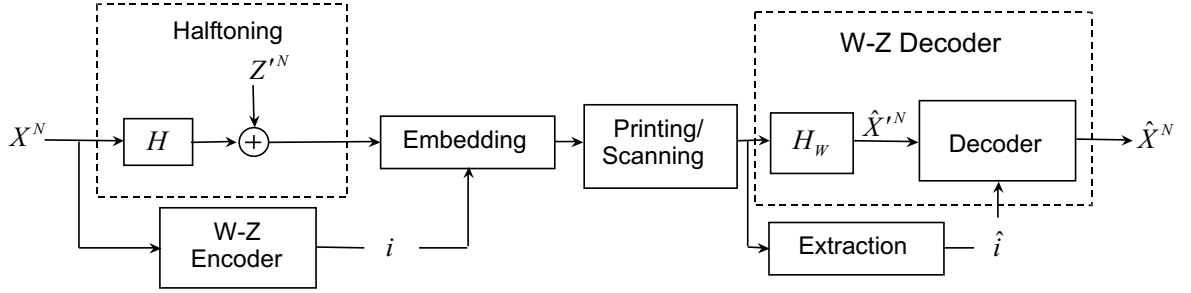 Halftoning
W-Z Decoder
Z'^N
X^N
H
+
Embedding
Printing/
Scanning
H_W
X̂'^N
Decoder
X̂^N
W-Z
Encoder
i
Extraction
î